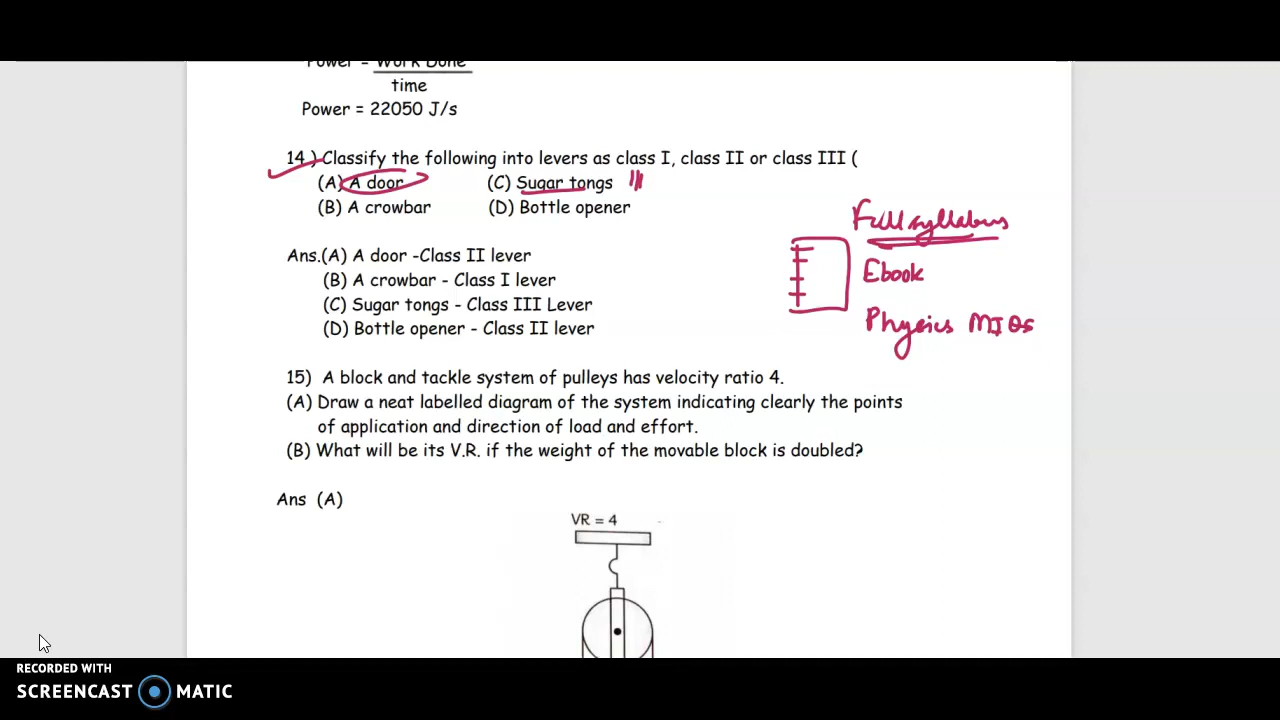 Power = Work Done
time
Power = 22050 J/s
14.) Classify the following into levers as class I, class II or class III (
(A) A door (C) Sugar tongs III
(B) A crowbar (D) Bottle opener
Full syllabus
Ans.(A) A door -Class II lever
Ebook
(B) A crowbar - Class I lever
(C) Sugar tongs - Class III Lever
Physics MIQs
(D) Bottle opener - Class II lever
15) A block and tackle system of pulleys has velocity ratio 4.
(A) Draw a neat labelled diagram of the system indicating clearly the points
of application and direction of load and effort.
(B) What will be its V.R. if the weight of the movable block is doubled?
Ans (A)
VR = 4
RECORDED WITH
SCREENCAST MATIC